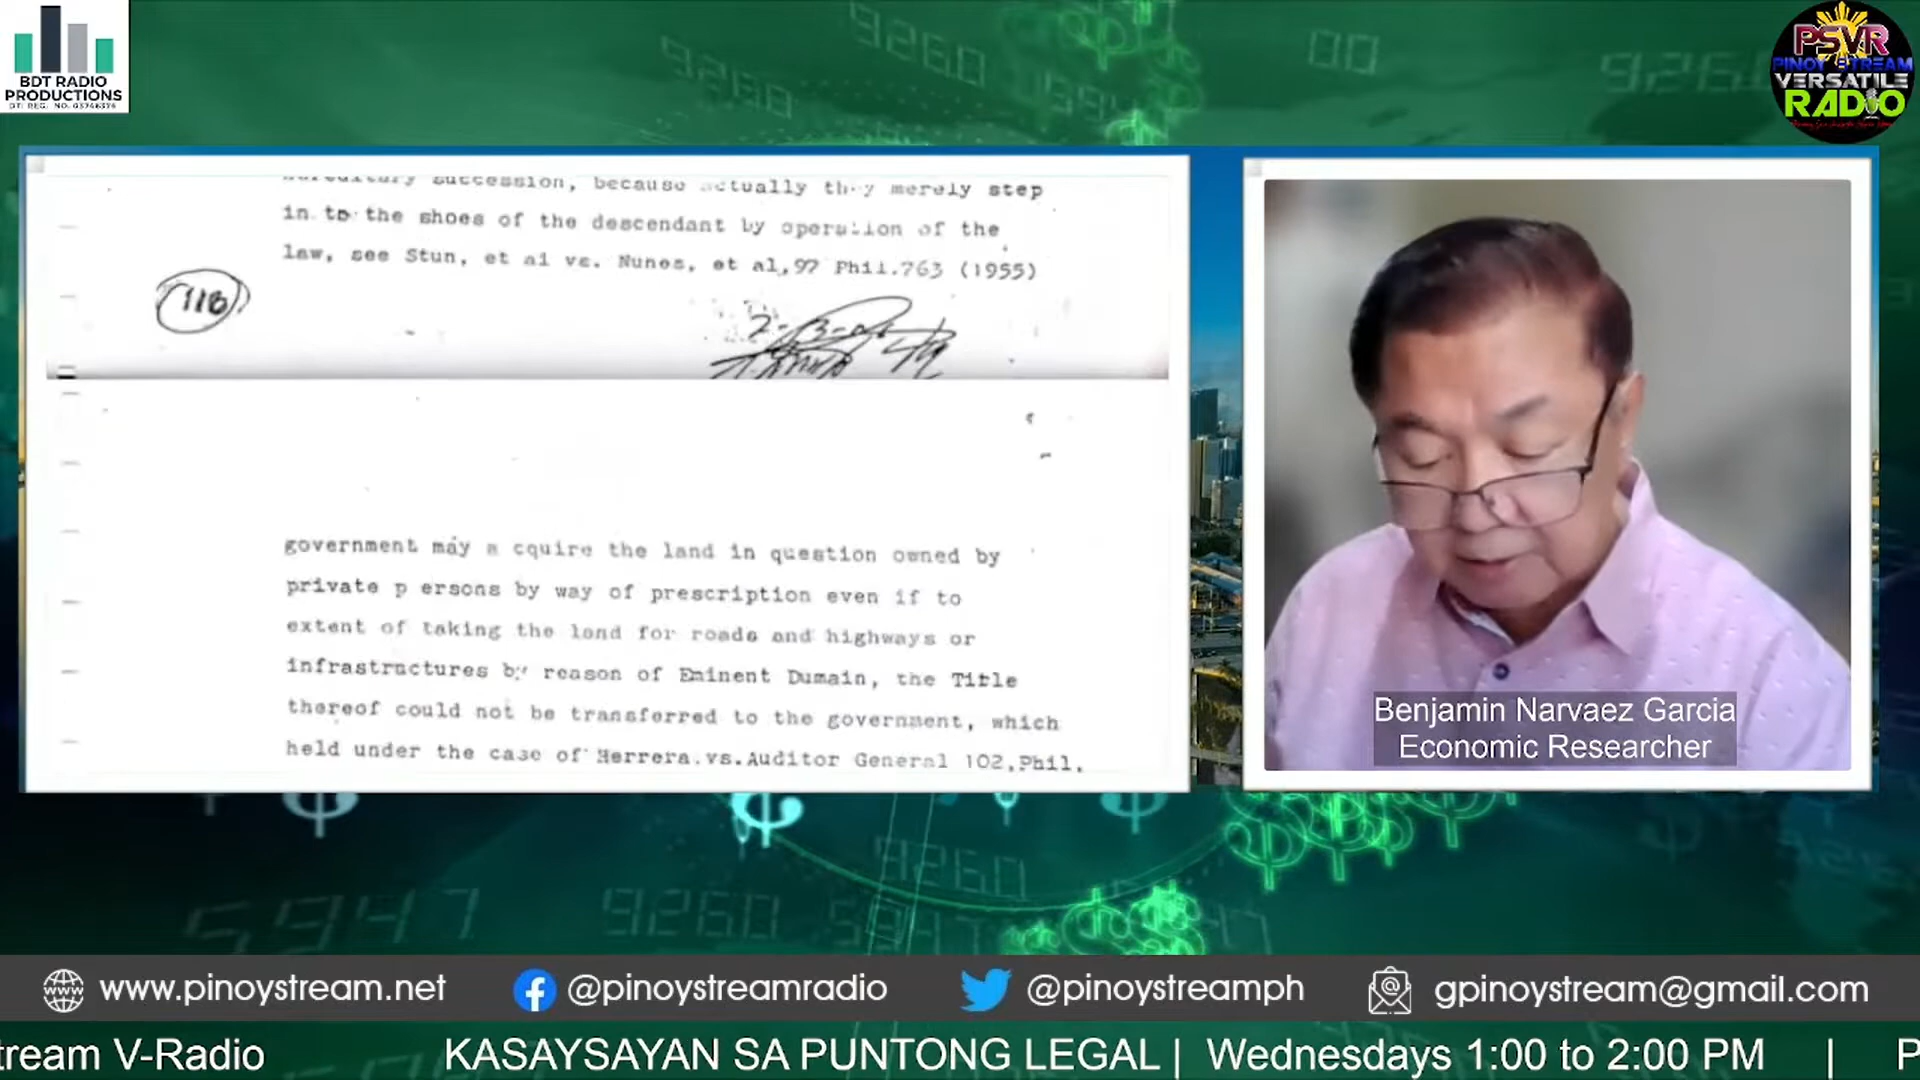 BDT RADIO
PRODUCTIONS
DTI REG. NO. 03746376
PSVR
PINOY STREAM
VERSATILE
RADIO
hereditary succession, because actually they merely step
in to the shoes of the descendant by operation of the
law, see Stun, et al vs. Nunes, et al,97 Phil.763 (1955)
118
government may a cquire the land in question owned by
private p ersons by way of prescription even if to
extent of taking the land for roads and highways or
infrastructures by reason of Eminent Dumain, the Title
thereof could not be transferred to the government, which
held under the case of Herrera.vs.Auditor General 102,Phil.
Benjamin Narvaez Garcia
Economic Researcher
www.pinoystream.net
@pinoystreamradio
@pinoystreamph
gpinoystream@gmail.com
tream V-Radio KASAYSAYAN SA PUNTONG LEGAL | Wednesdays 1:00 to 2:00 PM | P